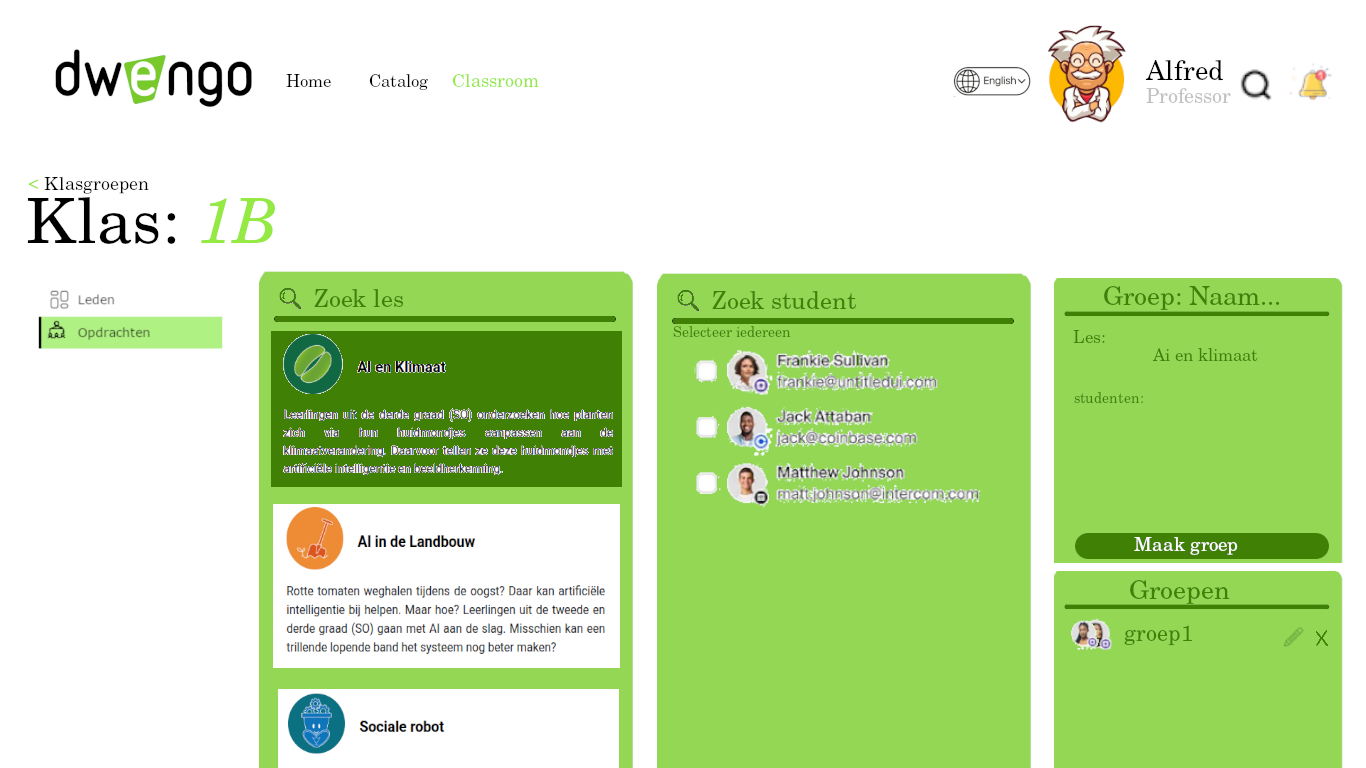 dwengo
Home Catalog Classroom
English
Alfred
Professor
< Klasgroepen
Klas: 1B
Leden
Opdrachten
Zoek les
AI en Klimaat
Leerlingen uit de derde graad (SO) onderzoeken hoe planten
zich via hun huidmondjes aanpassen aan de
klimaatverandering. Daarvoor tellen ze deze huidmondjes met
artificiële intelligentie en beeldherkenning.
AI in de Landbouw
Rotte tomaten weghalen tijdens de oogst? Daar kan artificiële
intelligentie bij helpen. Maar hoe? Leerlingen uit de tweede en
derde graad (SO) gaan met AI aan de slag. Misschien kan een
trillende lopende band het systeem nog beter maken?
Sociale robot
Zoek student
Selecteer iedereen
Frankie Sullivan
frankie@untitledui.com
Jack Attaban
jack@coinbase.com
Matthew Johnson
matt.johnson@intercom.com
Groep: Naam...
Les:
Ai en klimaat
studenten:
Maak groep
Groepen
groep1 X